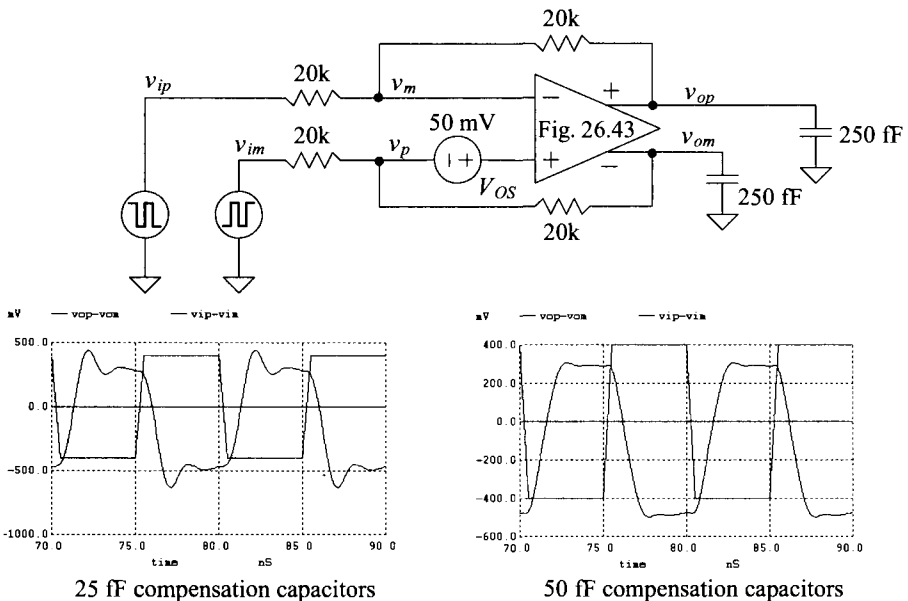 20k
20k
v_ip
v_m
+
v_op
−
20k
50 mV
Fig. 26.43
v_im
v_p
− +
+
v_om
250 fF
−
V_OS
250 fF
20k
mV — vop-vom — vip-vim
500.0
0.0
-500.0
-1000.0
70.0 75.0 80.0 85.0 90.0
time nS
25 fF compensation capacitors
mV — vop-vom — vip-vim
400.0
200.0
0.0
-200.0
-400.0
-600.0
70.0 75.0 80.0 85.0 90.0
time nS
50 fF compensation capacitors